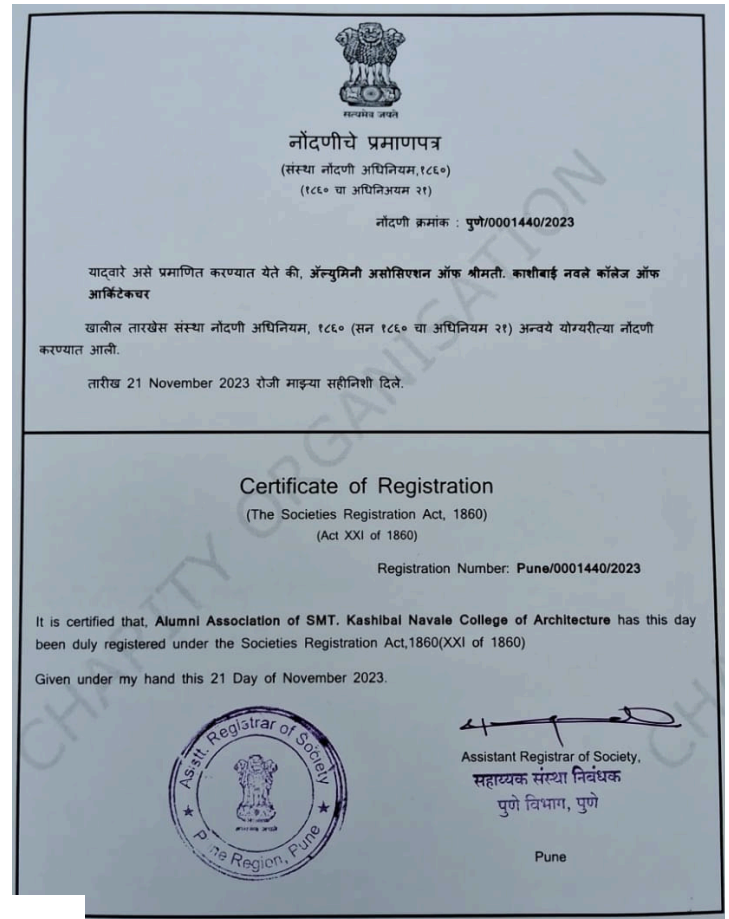 सत्यमेव जयते
नोंदणीचे प्रमाणपत्र
(संस्था नोंदणी अधिनियम,१८६०)
(१८६० चा अधिनिअयम २१)
नोंदणी क्रमांक : पुणे/0001440/2023
याद्वारे असे प्रमाणित करण्यात येते की, ॲल्युमिनी असोसिएशन ऑफ श्रीमती. काशीबाई नवले कॉलेज ऑफ
आर्किटेकचर
खालील तारखेस संस्था नोंदणी अधिनियम, १८६० (सन १८६० चा अधिनियम २१) अन्वये योग्यरीत्या नोंदणी
करण्यात आली.
तारीख 21 November 2023 रोजी माझ्या सहीनिशी दिले.
CHARITY ORGANISATION
Certificate of Registration
(The Societies Registration Act, 1860)
(Act XXI of 1860)
Registration Number: Pune/0001440/2023
It is certified that, Alumni Association of SMT. Kashibai Navale College of Architecture has this day
been duly registered under the Societies Registration Act,1860(XXI of 1860)
Given under my hand this 21 Day of November 2023.
Asistt. Registrar of Society
सत्यमेव जयते
Pune Region, Pune
Assistant Registrar of Society,
सहाय्यक संस्था निबंधक
पुणे विभाग, पुणे
Pune
CH